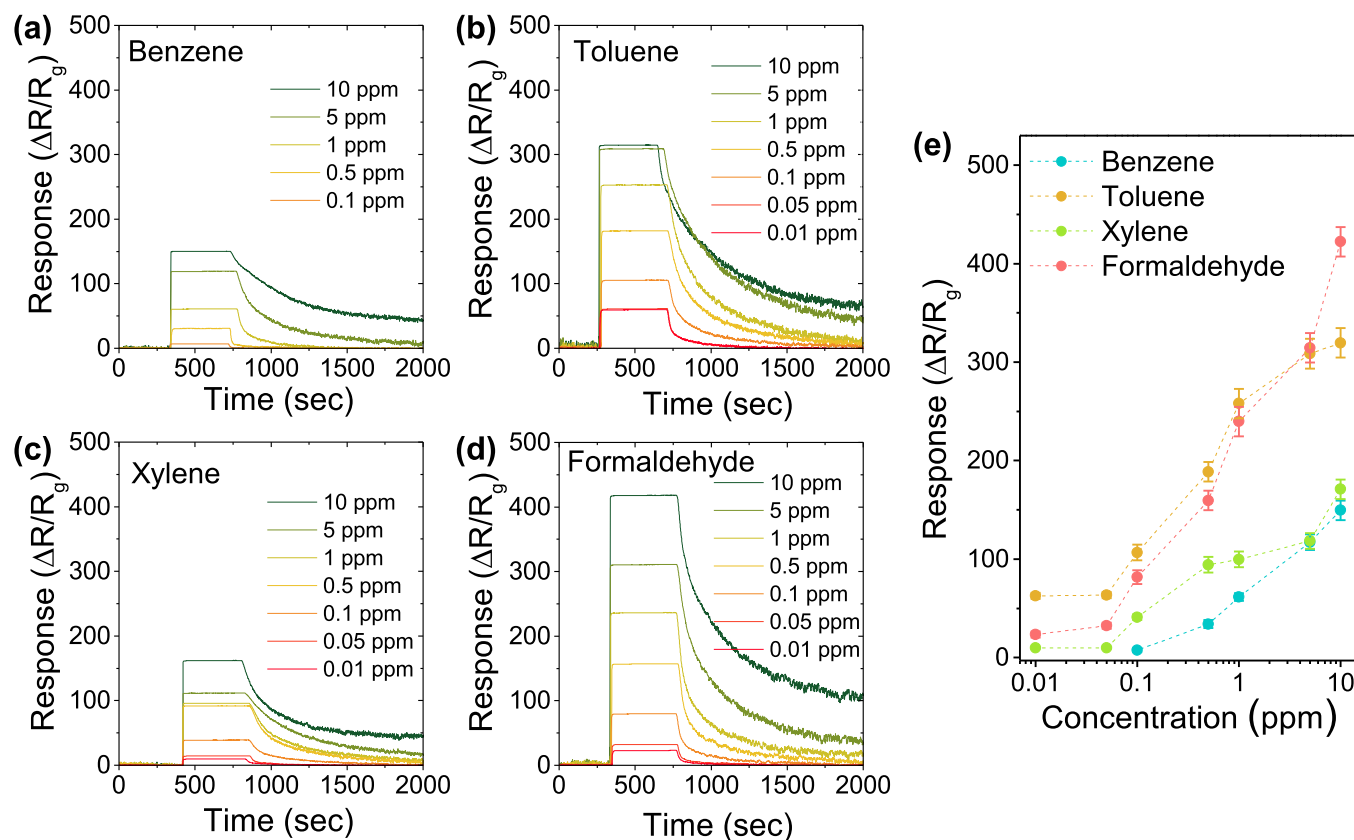 (a)
500
400
300
200
100
0
Response (ΔR/Rg)
Benzene
10 ppm
5 ppm
1 ppm
0.5 ppm
0.1 ppm
0 500 1000 1500 2000
Time (sec)
(b)
500
400
300
200
100
0
Response (ΔR/Rg)
Toluene
10 ppm
5 ppm
1 ppm
0.5 ppm
0.1 ppm
0.05 ppm
0.01 ppm
0 500 1000 1500 2000
Time (sec)
(c)
500
400
300
200
100
0
Response (ΔR/Rg)
Xylene
10 ppm
5 ppm
1 ppm
0.5 ppm
0.1 ppm
0.05 ppm
0.01 ppm
0 500 1000 1500 2000
Time (sec)
(d)
500
400
300
200
100
0
Response (ΔR/Rg)
Formaldehyde
10 ppm
5 ppm
1 ppm
0.5 ppm
0.1 ppm
0.05 ppm
0.01 ppm
0 500 1000 1500 2000
Time (sec)
(e)
500
400
300
200
100
0
Response (ΔR/Rg)
Benzene
Toluene
Xylene
Formaldehyde
0.01 0.1 1 10
Concentration (ppm)